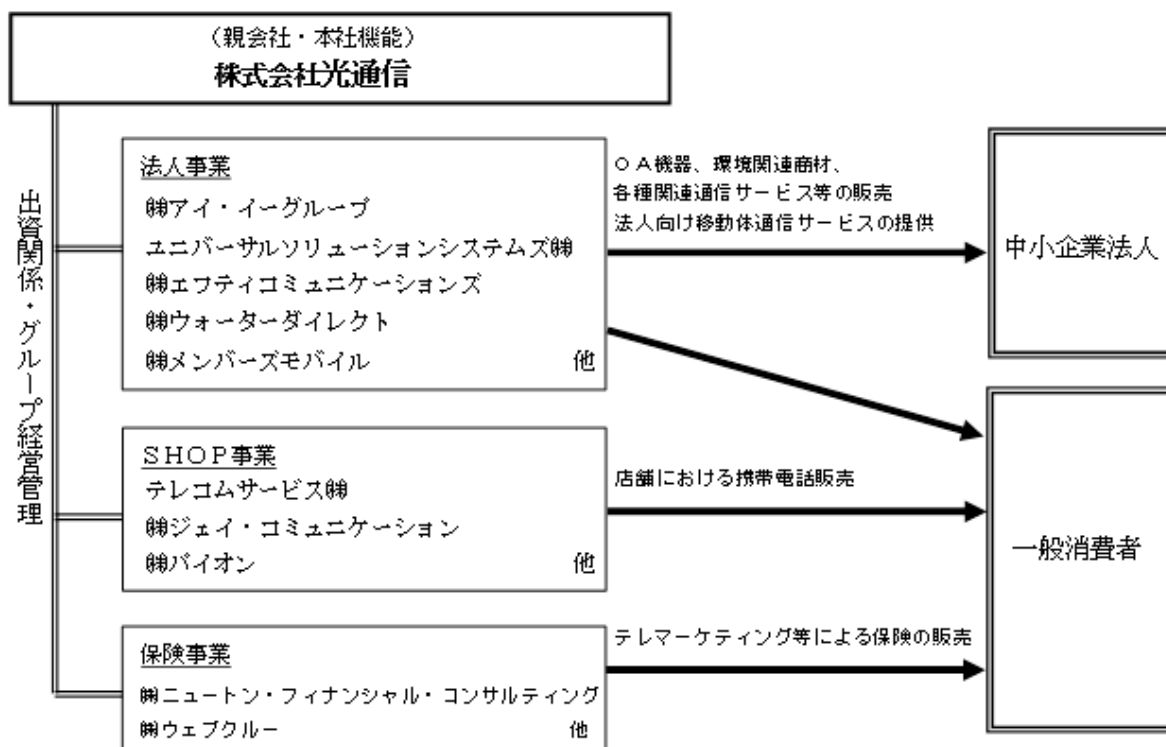 （親会社・本社機能）
株式会社光通信
出資関係・グループ経営管理
法人事業
㈱アイ・イーグループ
ユニバーサルソリューションシステムズ㈱
㈱エフティコミュニケーションズ
㈱ウォーターダイレクト
㈱メンバーズモバイル 他
ＯＡ機器、環境関連商材、
各種関連通信サービス等の販売
法人向け移動体通信サービスの提供
中小企業法人
ＳＨＯＰ事業
テレコムサービス㈱
㈱ジェイ・コミュニケーション
㈱パイオン 他
店舗における携帯電話販売
一般消費者
保険事業
㈱ニュートン・フィナンシャル・コンサルティング
㈱ウェブクルー 他
テレマーケティング等による保険の販売